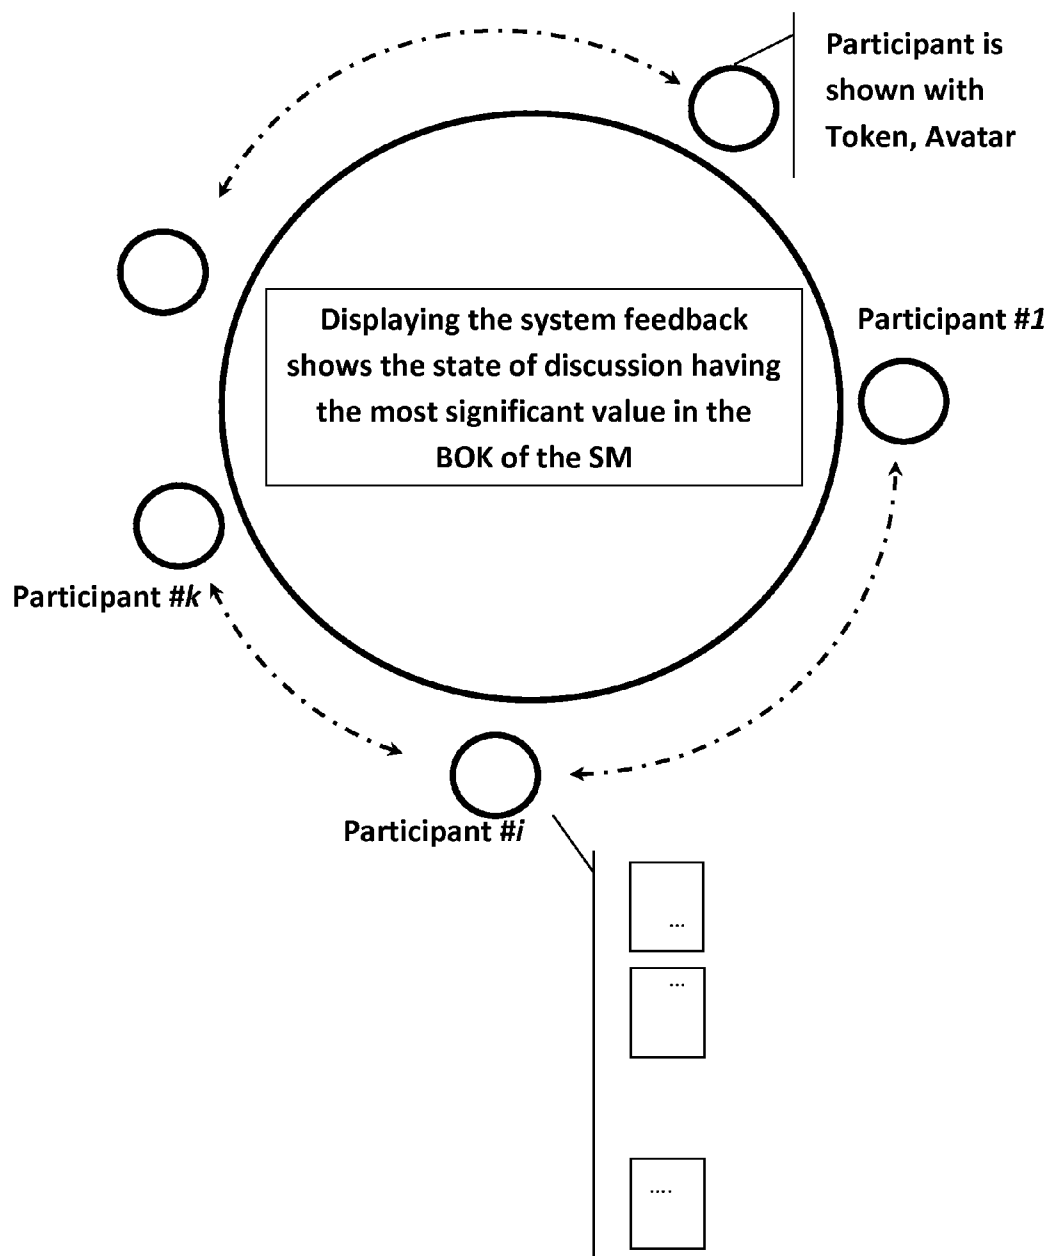 Participant is
shown with
Token, Avatar
Displaying the system feedback
shows the state of discussion having
the most significant value in the
BOK of the SM
Participant #1
Participant #k
Participant #i
...
...
....